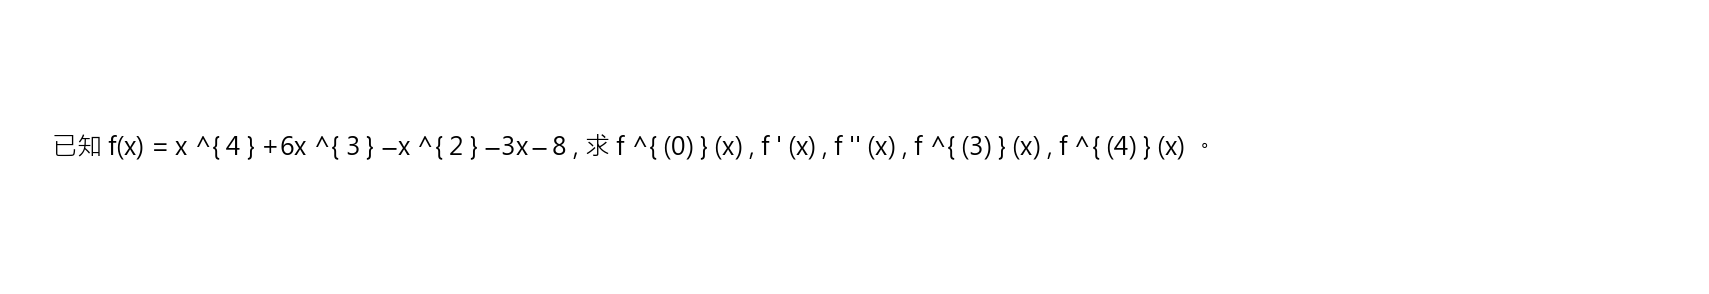 已知 f(x) = x ^{ 4 } +6x ^{ 3 } −x ^{ 2 } −3x− 8 , 求 f ^{ (0) } (x) , f ' (x) , f '' (x) , f ^{ (3) } (x) , f ^{ (4) } (x) 。